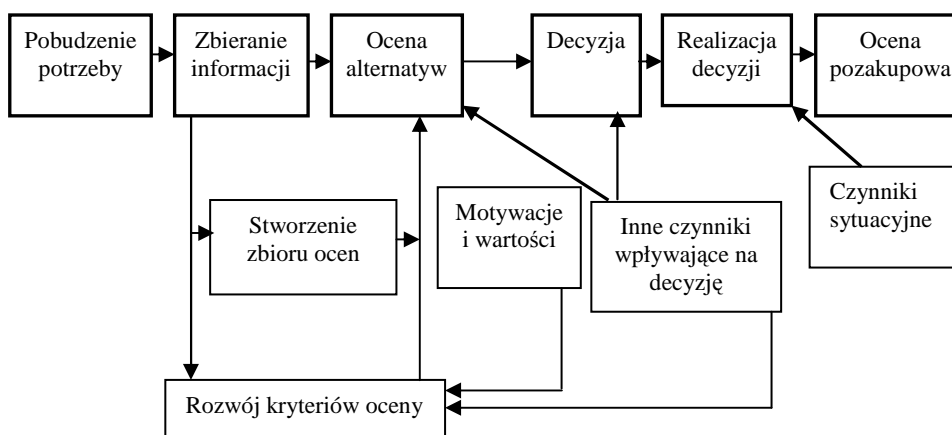 Pobudzenie
potrzeby
Zbieranie
informacji
Ocena
alternatyw
Decyzja
Realizacja
decyzji
Ocena
pozakupowa
Stworzenie
zbioru ocen
Motywacje
i wartości
Inne czynniki
wpływające na
decyzję
Czynniki
sytuacyjne
Rozwój kryteriów oceny